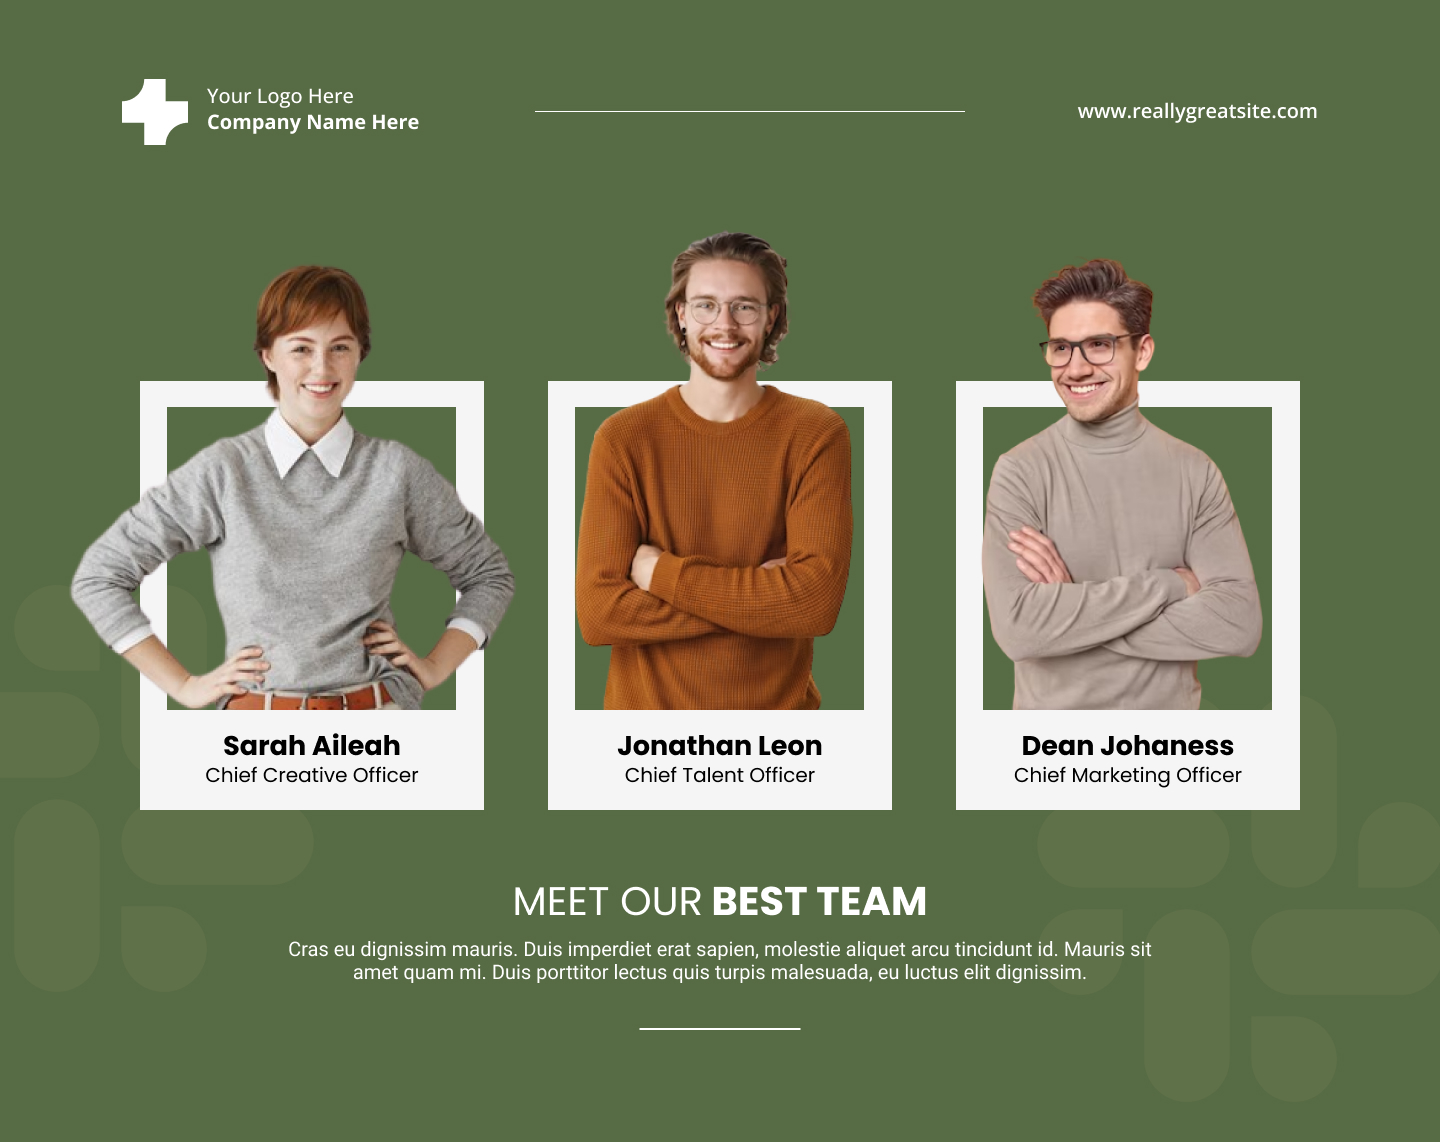 Your Logo Here
Company Name Here
www.reallygreatsite.com
Sarah Aileah
Chief Creative Officer
Jonathan Leon
Chief Talent Officer
Dean Johaness
Chief Marketing Officer
MEET OUR BEST TEAM
Cras eu dignissim mauris. Duis imperdiet erat sapien, molestie aliquet arcu tincidunt id. Mauris sit
amet quam mi. Duis porttitor lectus quis turpis malesuada, eu luctus elit dignissim.